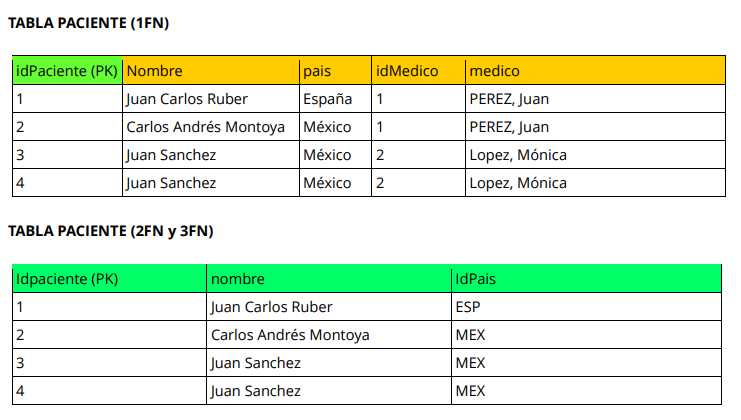 TABLA PACIENTE (1FN)
idPaciente (PK) Nombre pais idMedico medico
1 Juan Carlos Ruber España 1 PEREZ, Juan
2 Carlos Andrés Montoya México 1 PEREZ, Juan
3 Juan Sanchez México 2 Lopez, Mónica
4 Juan Sanchez México 2 Lopez, Mónica
TABLA PACIENTE (2FN y 3FN)
Idpaciente (PK) nombre IdPais
1 Juan Carlos Ruber ESP
2 Carlos Andrés Montoya MEX
3 Juan Sanchez MEX
4 Juan Sanchez MEX